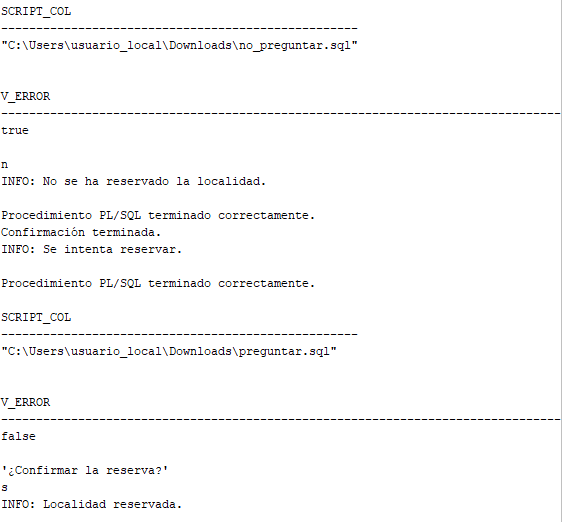 SCRIPT_COL
---------------------------------------------------
"C:\Users\usuario_local\Downloads\no_preguntar.sql"
V_ERROR
--------------------------------------------------------------------------------
true
n
INFO: No se ha reservado la localidad.
Procedimiento PL/SQL terminado correctamente.
Confirmación terminada.
INFO: Se intenta reservar.
Procedimiento PL/SQL terminado correctamente.
SCRIPT_COL
---------------------------------------------------
"C:\Users\usuario_local\Downloads\preguntar.sql"
V_ERROR
--------------------------------------------------------------------------------
false
'¿Confirmar la reserva?'
s
INFO: Localidad reservada.